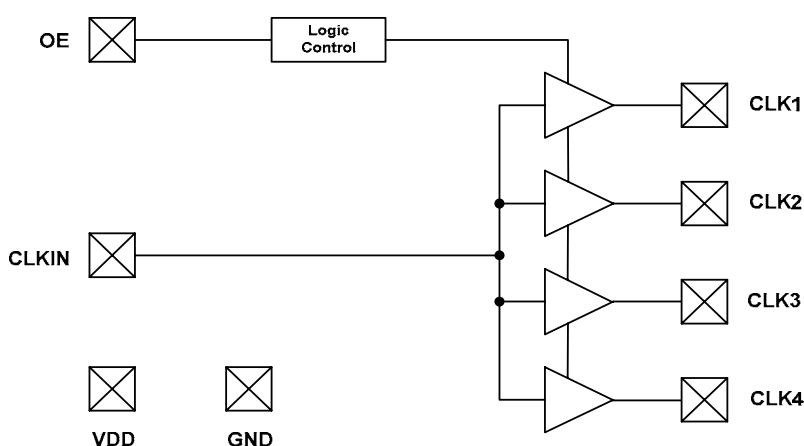 OE
Logic
Control
CLK1
CLK2
CLKIN
CLK3
CLK4
VDD
GND